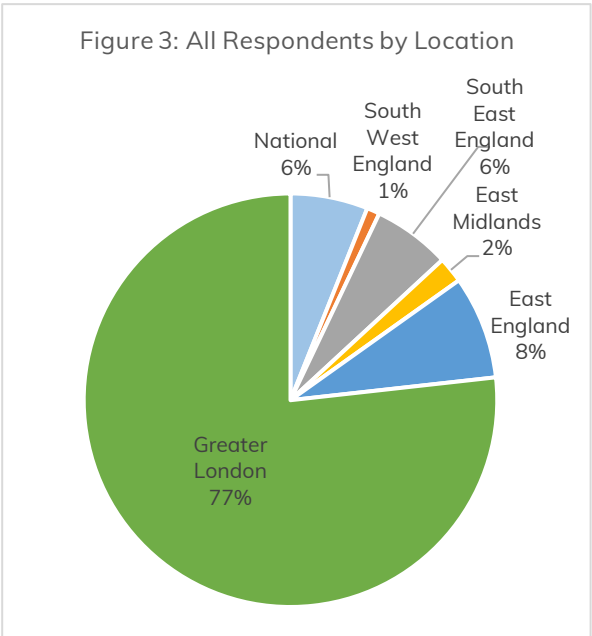 Figure 3: All Respondents by Location
National
6%
South
West
England
1%
South
East
England
6%
East
Midlands
2%
East
England
8%
Greater
London
77%